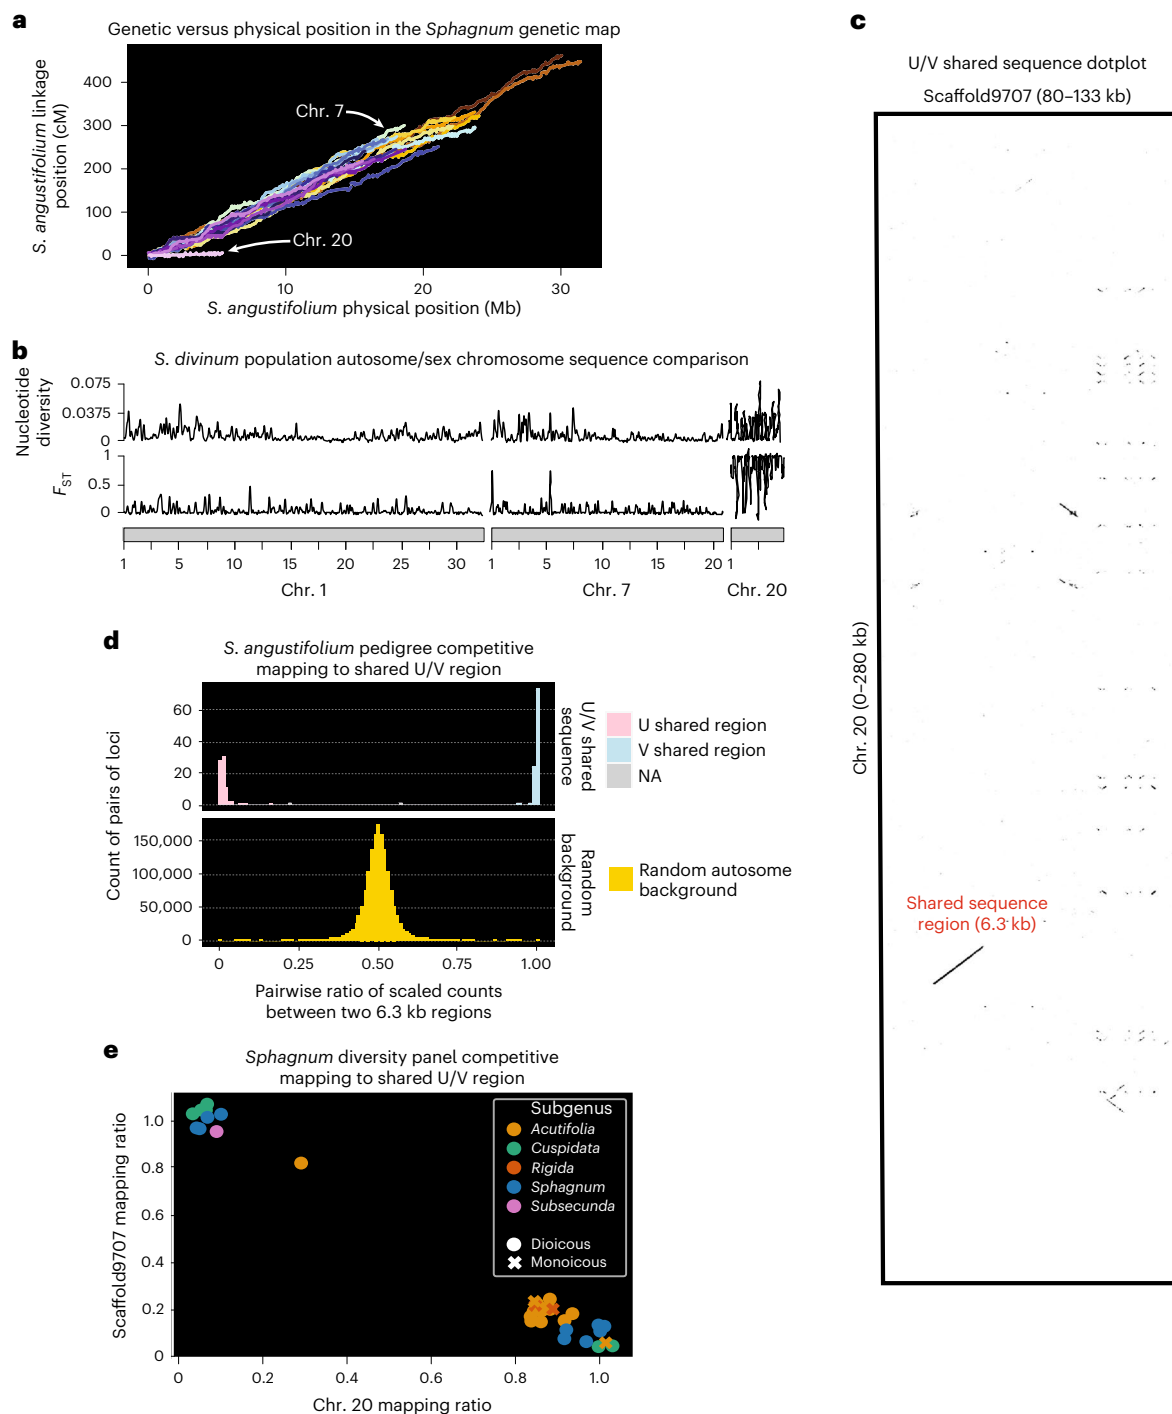 a
Genetic versus physical position in the Sphagnum genetic map
S. angustifolium linkage
position (cM)
400
300
200
100
0
Chr. 7
Chr. 20
0
10
20
30
S. angustifolium physical position (Mb)
b
S. divinum population autosome/sex chromosome sequence comparison
Nucleotide
diversity
0.075
0.0375
0
FST
1
0.5
0
1
5
10
15
20
25
30
1
5
10
15
20
1
Chr. 1
Chr. 7
Chr. 20
c
U/V shared sequence dotplot
Scaffold9707 (80–133 kb)
Chr. 20 (0–280 kb)
Shared sequence
region (6.3 kb)
d
S. angustifolium pedigree competitive
mapping to shared U/V region
Count of pairs of loci
60
40
20
0
U/V shared
sequence
150,000
100,000
50,000
0
Random
background
0
0.25
0.50
0.75
1.00
Pairwise ratio of scaled counts
between two 6.3 kb regions
U shared region
V shared region
NA
Random autosome
background
e
Sphagnum diversity panel competitive
mapping to shared U/V region
Scaffold9707 mapping ratio
1.0
0.8
0.6
0.4
0.2
0
Subgenus
Acutifolia
Cuspidata
Rigida
Sphagnum
Subsecunda
Dioicous
Monoicous
0
0.2
0.4
0.6
0.8
1.0
Chr. 20 mapping ratio